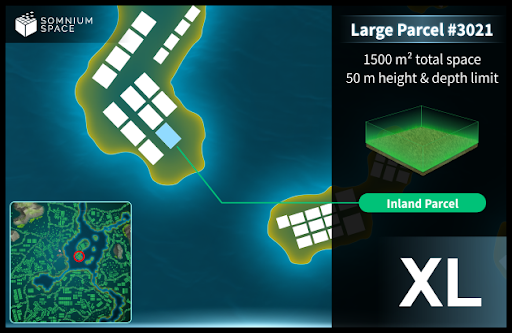 SOMNIUM
SPACE
Large Parcel #3021
1500 m² total space
50 m height & depth limit
Inland Parcel
XL